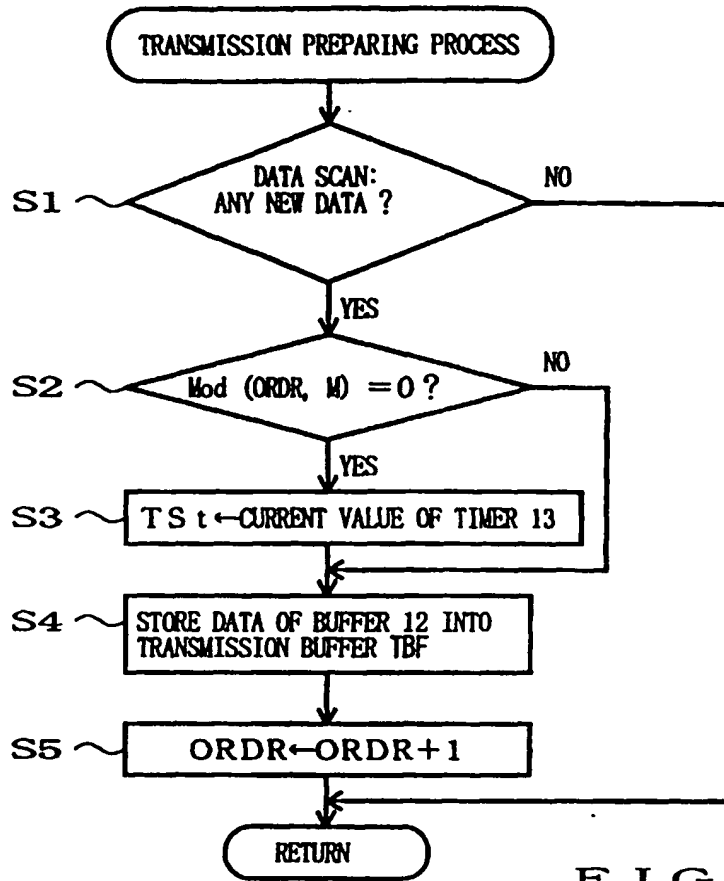 TRANSMISSION PREPARING PROCESS
S1
DATA SCAN:
ANY NEW DATA ?
NO
YES
S2
Mod (ORDR, M) =0 ?
NO
YES
S3
T S t←CURRENT VALUE OF TIMER 13
S4
STORE DATA OF BUFFER 12 INTO
TRANSMISSION BUFFER TBF
S5
ORDR←ORDR+1
RETURN
FIG